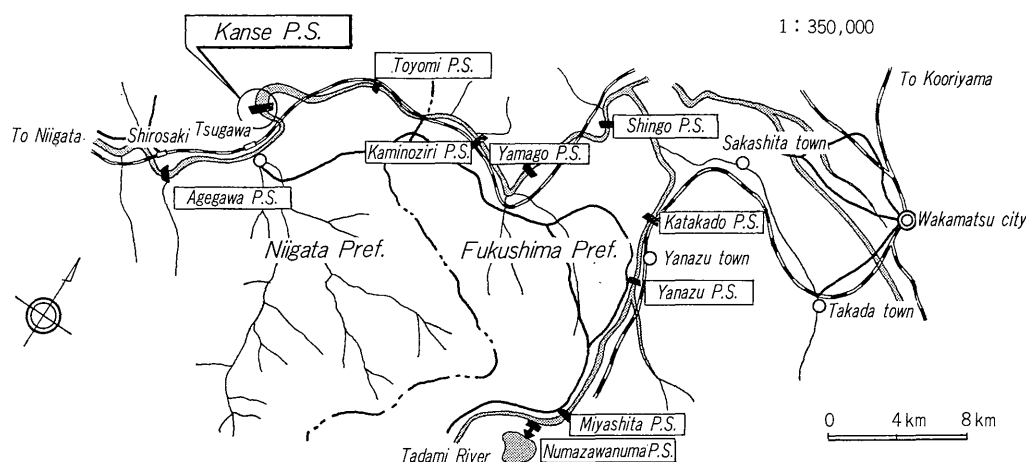 Kanse P.S.
1 : 350,000
Toyomi P.S.
To Kooriyama
To Niigata
Shirosaki
Tsugawa
Shingo P.S.
Kaminoziri P.S.
Yamago P.S.
Sakashita town
Agegawa P.S.
Katakado P.S.
Wakamatsu city
Niigata Pref.
Fukushima Pref.
Yanazu town
Yanazu P.S.
Takada town
Miyashita P.S.
0 4 km 8 km
Tadami River
Numazawanuma P.S.